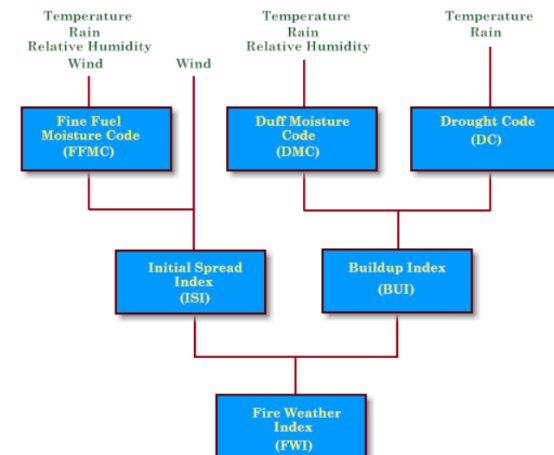 Temperature
Rain
Relative Humidity
Wind
Wind
Temperature
Rain
Relative Humidity
Temperature
Rain
Fine Fuel
Moisture Code
(FFMC)
Duff Moisture
Code
(DMC)
Drought Code
(DC)
Initial Spread
Index
(ISI)
Buildup Index
(BUI)
Fire Weather
Index
(FWI)